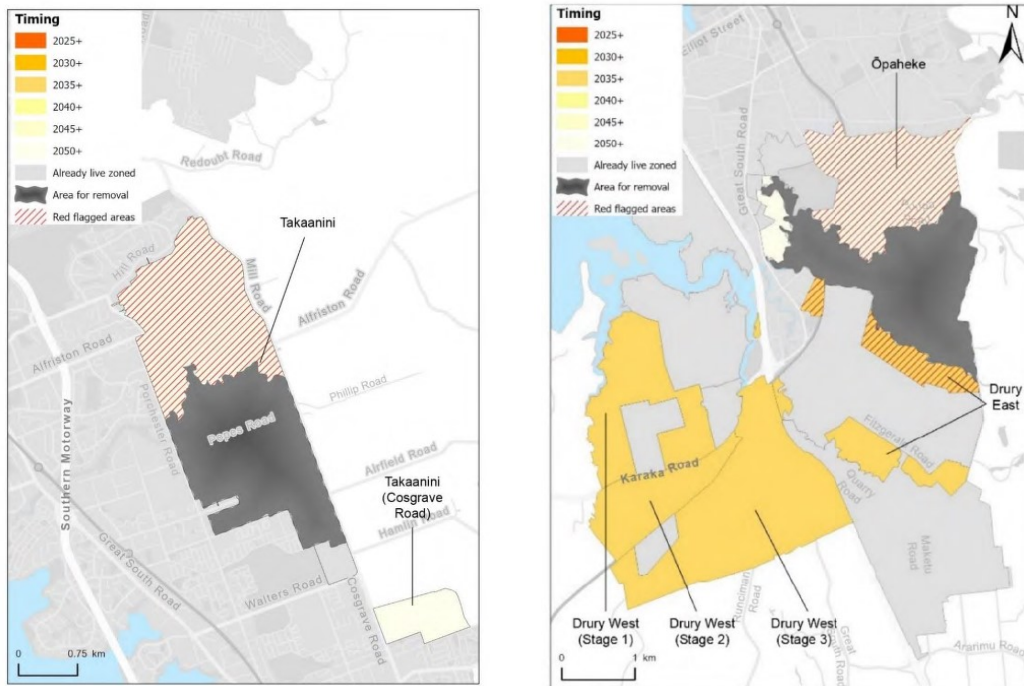 Timing
2025+
2030+
2035+
2040+
2045+
2050+
Already live zoned
Area for removal
Red flagged areas
Redoubt Road
Takaanini
Hill Road
Mill Road
Alfriston Road
Alfriston Road
Porchester Road
Phillip Road
Popes Road
Southern Motorway
Airfield Road
Takaanini
(Cosgrave
Road)
Hamlin Road
Great South Road
Walters Road
Cosgrave Road
0 0.75 km
Timing
2025+
2030+
2035+
2040+
2045+
2050+
Already live zoned
Area for removal
Red flagged areas
N
Elliot Street
Ōpaheke
Great South Road
Drury
East
Fitzgerald Road
Karaka Road
Quarry
Road
Maketu
Road
Drury West
(Stage 1)
Drury West
(Stage 2)
Drury West
(Stage 3)
Runciman
Road
Great
South Road
Ararimu Road
0 1 km